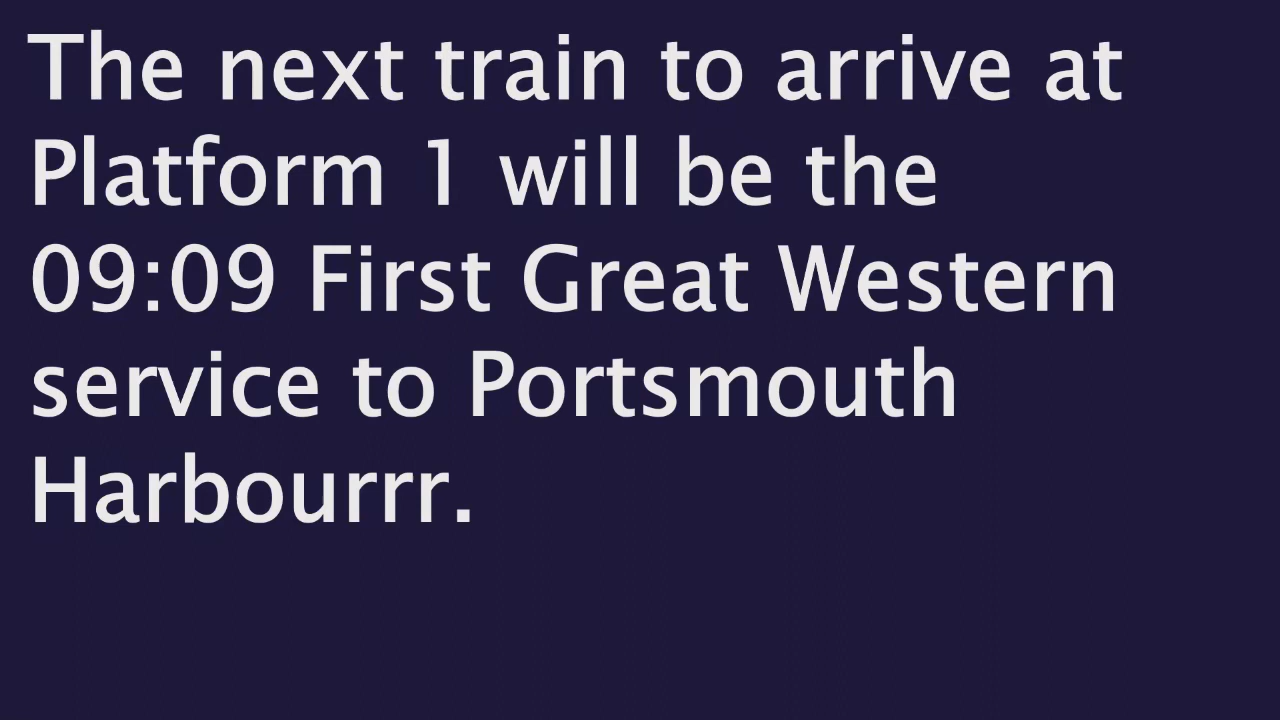 The next train to arrive at
Platform 1 will be the
09:09 First Great Western
service to Portsmouth
Harbourrr.